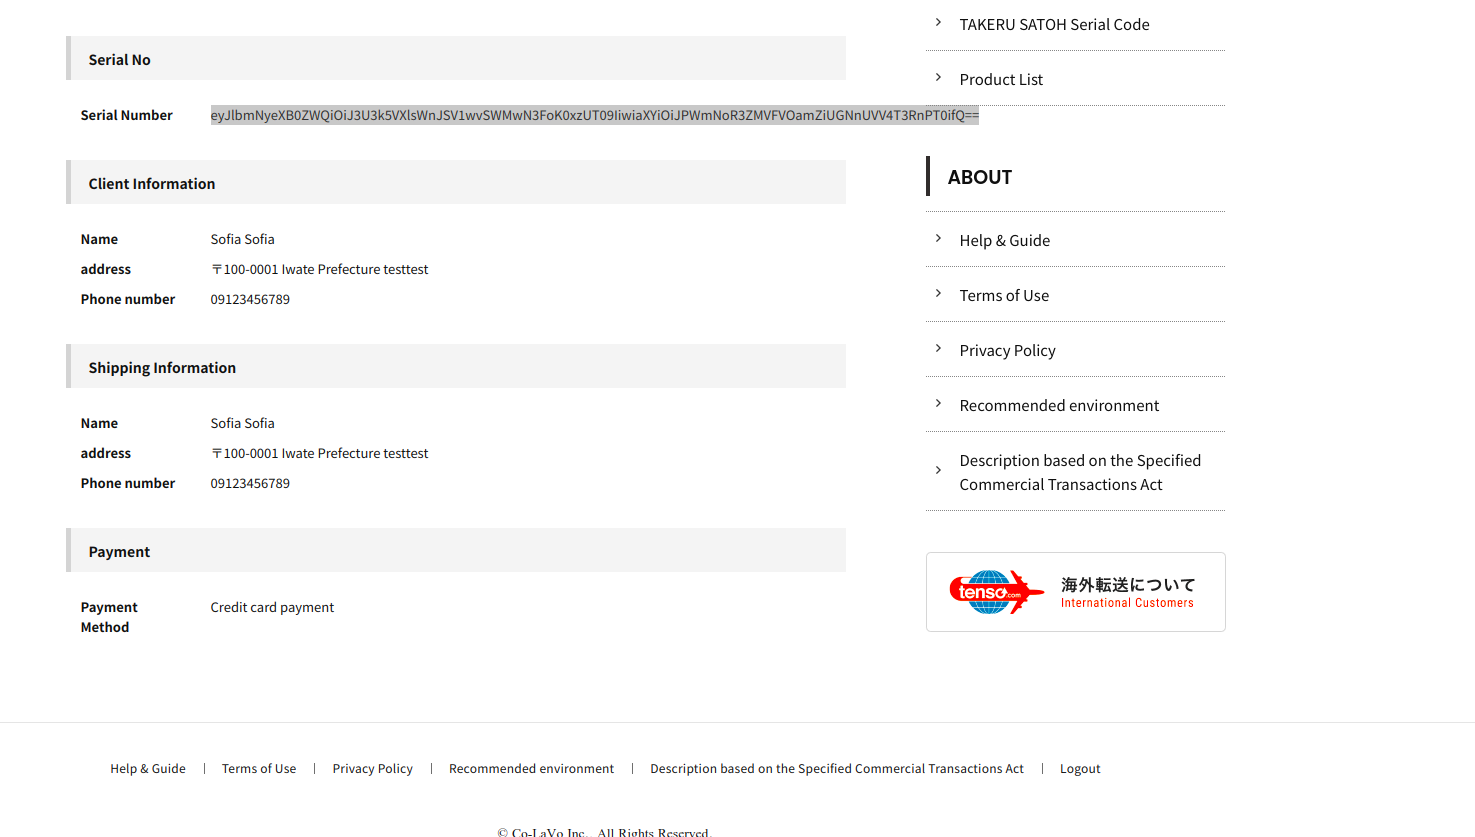 Serial No
Serial Number eyJlbmNyeXB0ZWQiOiJ3U3k5VXlsWnJSV1wvSWMwN3FoK0xzUT09IiwiaXYiOiJPWmNoR3ZMVFVOamZiUGNnUVV4T3RnPT0ifQ==
Client Information
Name Sofia Sofia
address 〒100-0001 Iwate Prefecture testtest
Phone number 09123456789
Shipping Information
Name Sofia Sofia
address 〒100-0001 Iwate Prefecture testtest
Phone number 09123456789
Payment
Payment Credit card payment
Method
TAKERU SATOH Serial Code
Product List
ABOUT
Help & Guide
Terms of Use
Privacy Policy
Recommended environment
Description based on the Specified
Commercial Transactions Act
tenso.com
海外転送について
International Customers
Help & Guide | Terms of Use | Privacy Policy | Recommended environment | Description based on the Specified Commercial Transactions Act | Logout
© Co-LaVo Inc.. All Rights Reserved.